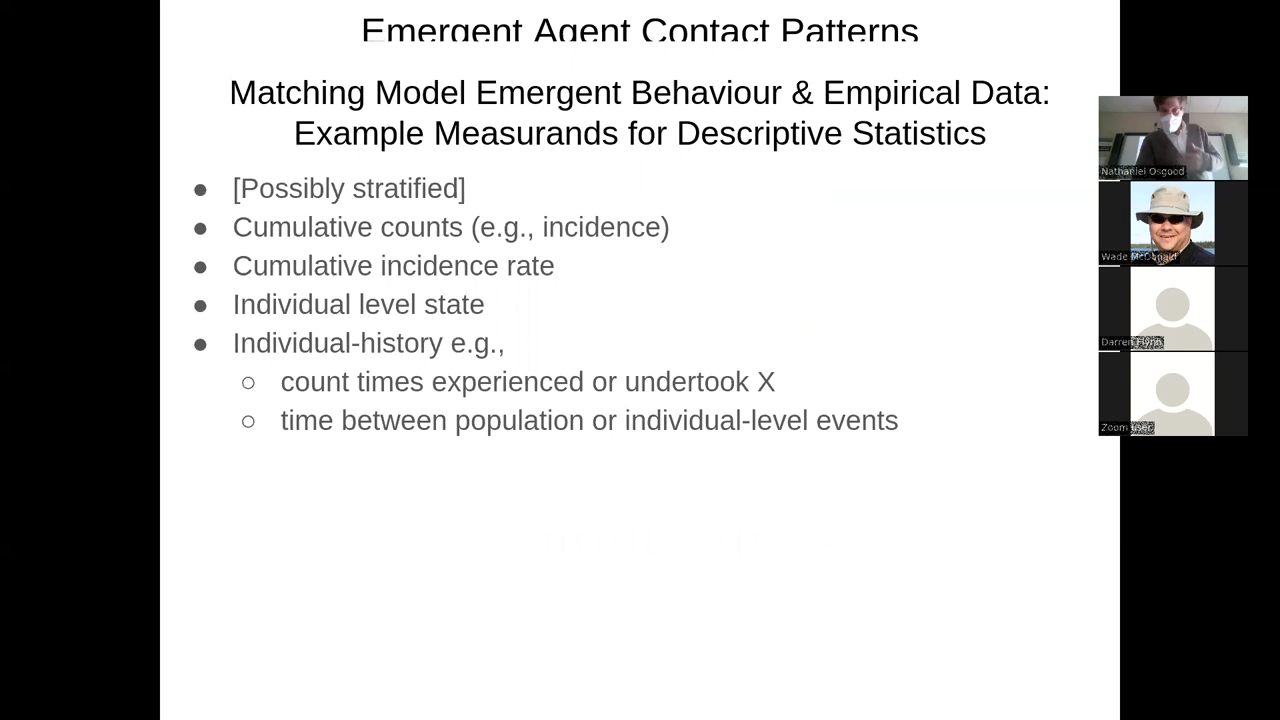 Emergent Agent Contact Patterns
Matching Model Emergent Behaviour & Empirical Data:
Example Measurands for Descriptive Statistics
● [Possibly stratified]
● Cumulative counts (e.g., incidence)
● Cumulative incidence rate
● Individual level state
● Individual-history e.g.,
○ count times experienced or undertook X
○ time between population or individual-level events
Nathaniel Osgood
Wade McDonald
Darren Flynn
Zoom user